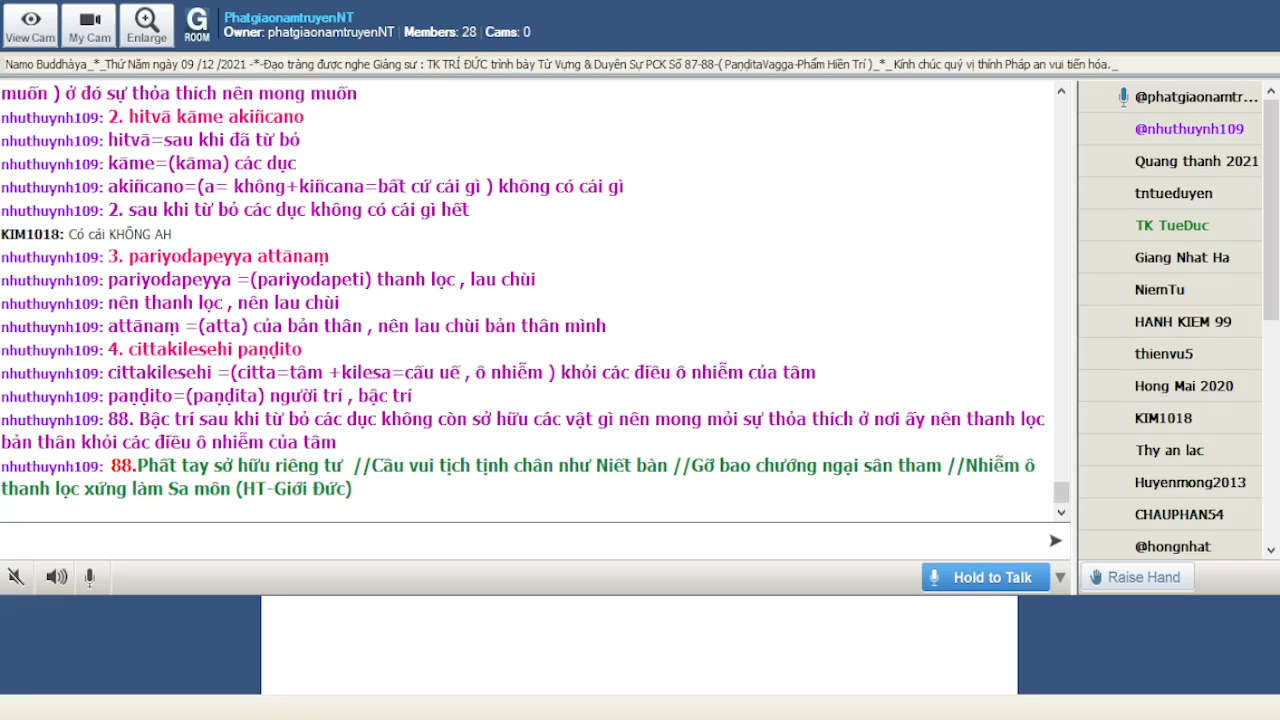 PhatgiaonamtruyenNT
Owner: phatgiaonamtruyenNT | Members: 28 | Cams: 0
View Cam
My Cam
Enlarge
G
ROOM
Namo Buddhàya_*_Thứ Năm ngày 09 /12 /2021 -*-Đạo tràng được nghe Giảng sư : TK TRÍ ĐỨC trình bày Từ Vựng & Duyên Sự PCK Số 87-88-( PaṇḍitaVagga-Phẩm Hiền Trí )_*_ Kính chúc quý vị thính Pháp an vui tiến hóa._
muốn ) ở đó sự thỏa thích nên mong muốn
nhuthuynh109: 2. hitvā kāme akiñcano
nhuthuynh109: hitvā=sau khi đã từ bỏ
nhuthuynh109: kāme=(kāma) các dục
nhuthuynh109: akiñcano=(a= không+kiñcana=bất cứ cái gì ) không có cái gì
nhuthuynh109: 2. sau khi từ bỏ các dục không có cái gì hết
KIM1018: Có cái KHÔNG AH
nhuthuynh109: 3. pariyodapeyya attānaṃ
nhuthuynh109: pariyodapeyya =(pariyodapeti) thanh lọc , lau chùi
nhuthuynh109: nên thanh lọc , nên lau chùi
nhuthuynh109: attānaṃ =(atta) của bản thân , nên lau chùi bản thân mình
nhuthuynh109: 4. cittakilesehi paṇḍito
nhuthuynh109: cittakilesehi =(citta=tâm +kilesa=cấu uế , ô nhiễm ) khỏi các điều ô nhiễm của tâm
nhuthuynh109: paṇḍito=(paṇḍita) người trí , bậc trí
nhuthuynh109: 88. Bậc trí sau khi từ bỏ các dục không còn sở hữu các vật gì nên mong mỏi sự thỏa thích ở nơi ấy nên thanh lọc
bản thân khỏi các điều ô nhiễm của tâm
nhuthuynh109: 88.Phất tay sở hữu riêng tư //Cầu vui tịch tịnh chân như Niết bàn //Gỡ bao chướng ngại sân tham //Nhiễm ô
thanh lọc xứng làm Sa môn (HT-Giới Đức)
@phatgiaonamtr...
@nhuthuynh109
Quang thanh 2021
tntueduyen
TK TueDuc
Giang Nhat Ha
NiemTu
HANH KIEM 99
thienvu5
Hong Mai 2020
KIM1018
Thy an lac
Huyenmong2013
CHAUPHAN54
@hongnhat
Hold to Talk
Raise Hand